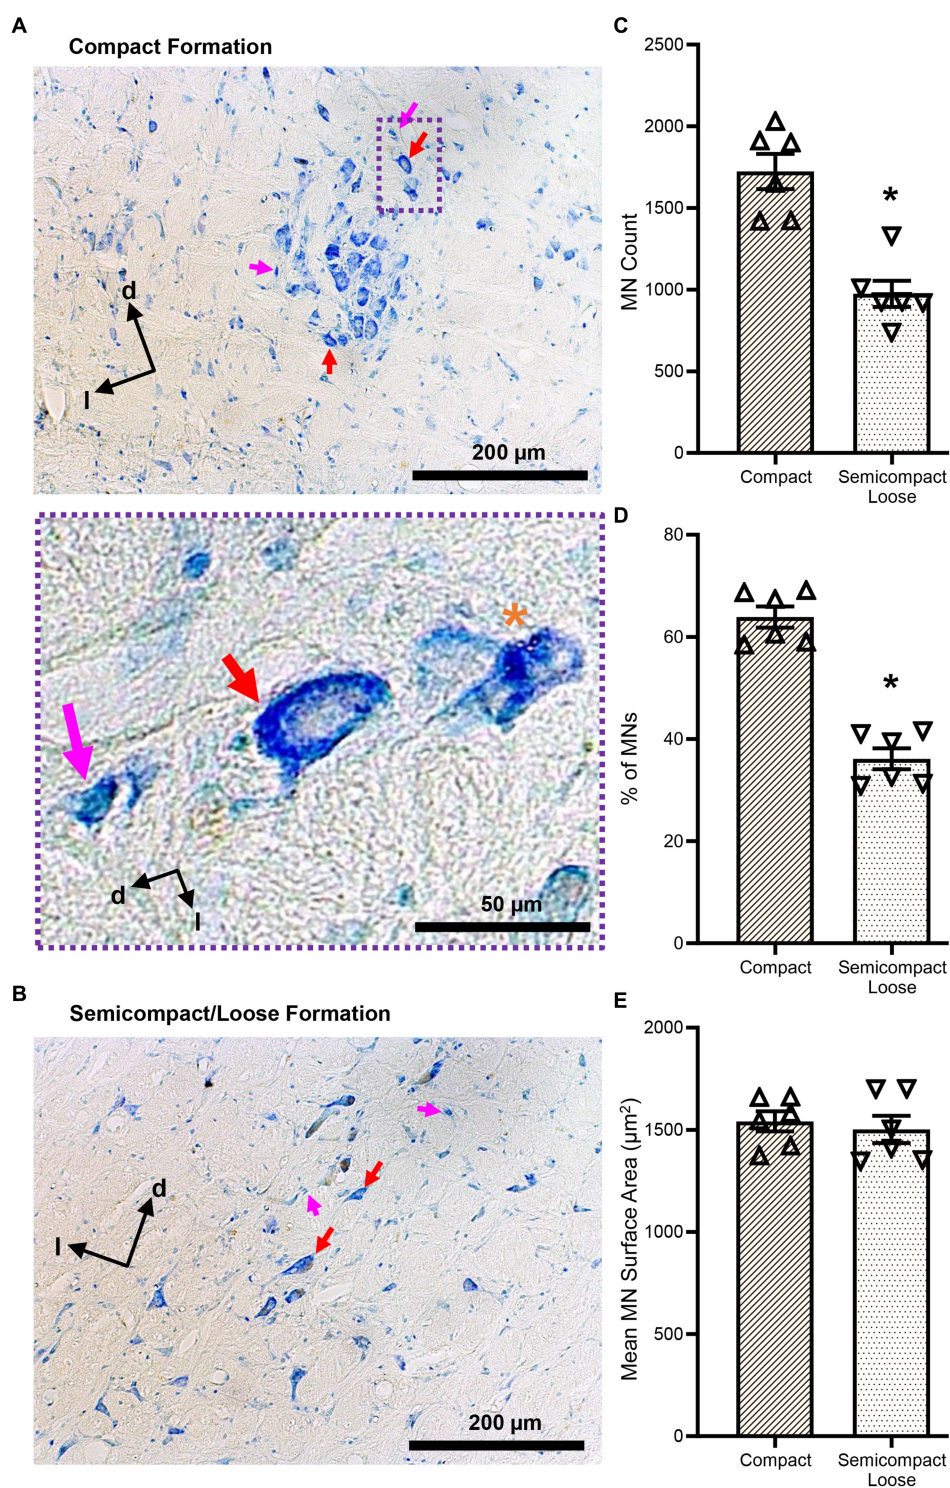 A
Compact Formation
d
l
200 µm
*
d
l
50 µm
B
Semicompact/Loose Formation
d
l
200 µm
C
MN Count
2500
2000
1500
1000
500
0
*
Compact
Semicompact
Loose
D
% of MNs
80
60
40
20
0
*
Compact
Semicompact
Loose
E
Mean MN Surface Area (µm²)
2000
1500
1000
500
0
Compact
Semicompact
Loose